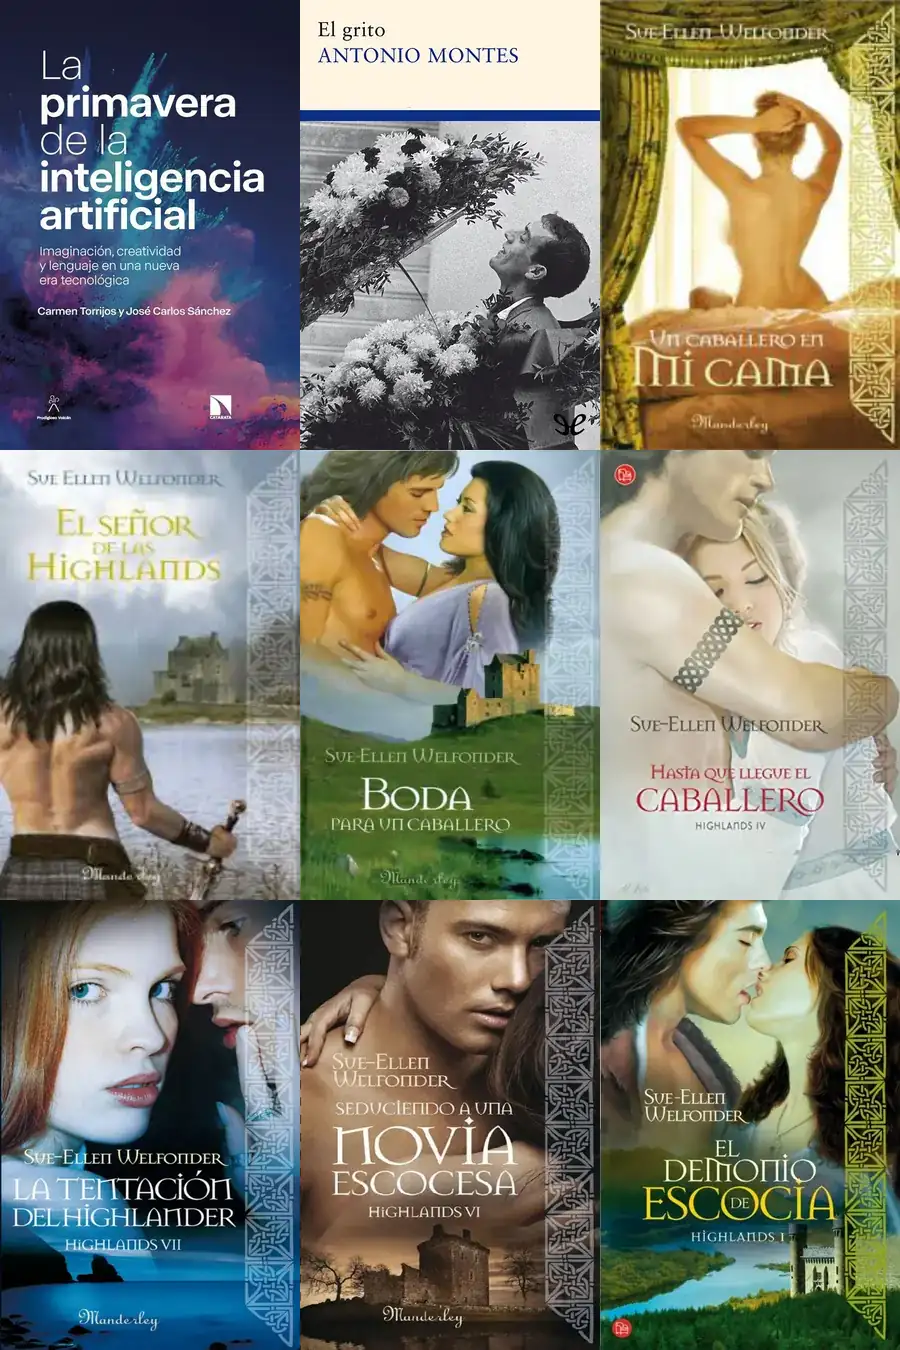 La
primavera
de la
inteligencia
artificial
Imaginación, creatividad
y lenguaje en una nueva
era tecnológica
Carmen Torrijos y José Carlos Sánchez
Prodigioso Volcán
CATARATA
El grito
ANTONIO MONTES
SUE-ELLEN WELFONDER
UN CABALLERO EN
MI CAMA
Manderley
SUE ELLEN WELFONDER
EL SEÑOR
DE LAS
HIGHLANDS
Manderley
SUE-ELLEN WELFONDER
BODA
PARA UN CABALLERO
Manderley
SUE-ELLEN WELFONDER
HASTA QUE LLEGUE EL
CABALLERO
HIGHLANDS IV
SUE-ELLEN WELFONDER
LA TENTACIÓN
DEL HIGHLANDER
HIGHLANDS VII
Manderley
SUE-ELLEN
WELFONDER
SEDUCIENDO A UNA
NOVIA
ESCOCESA
HIGHLANDS VI
Manderley
SUE-ELLEN
WELFONDER
EL
DEMONIO
DE
ESCOCIA
HIGHLANDS I